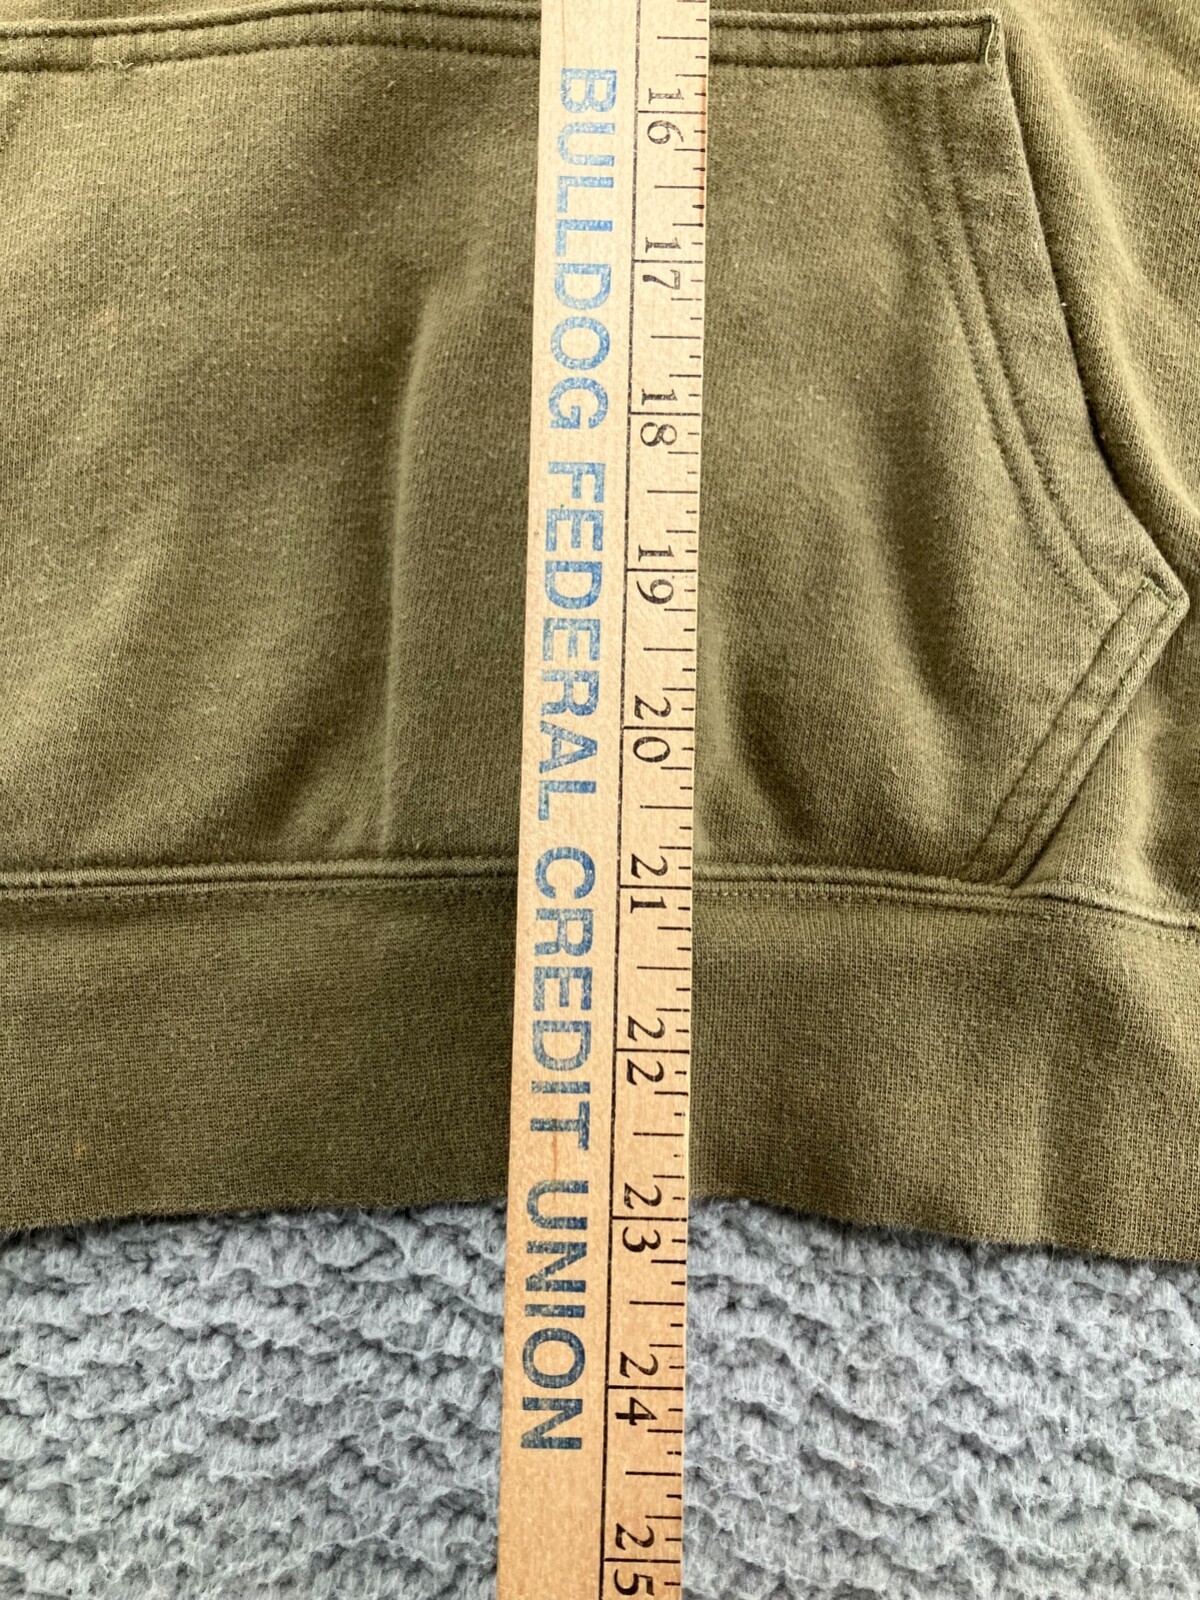 BULLDOG FEDERAL CREDIT UNION
16 17 18 19 20 21 22 23 24 25